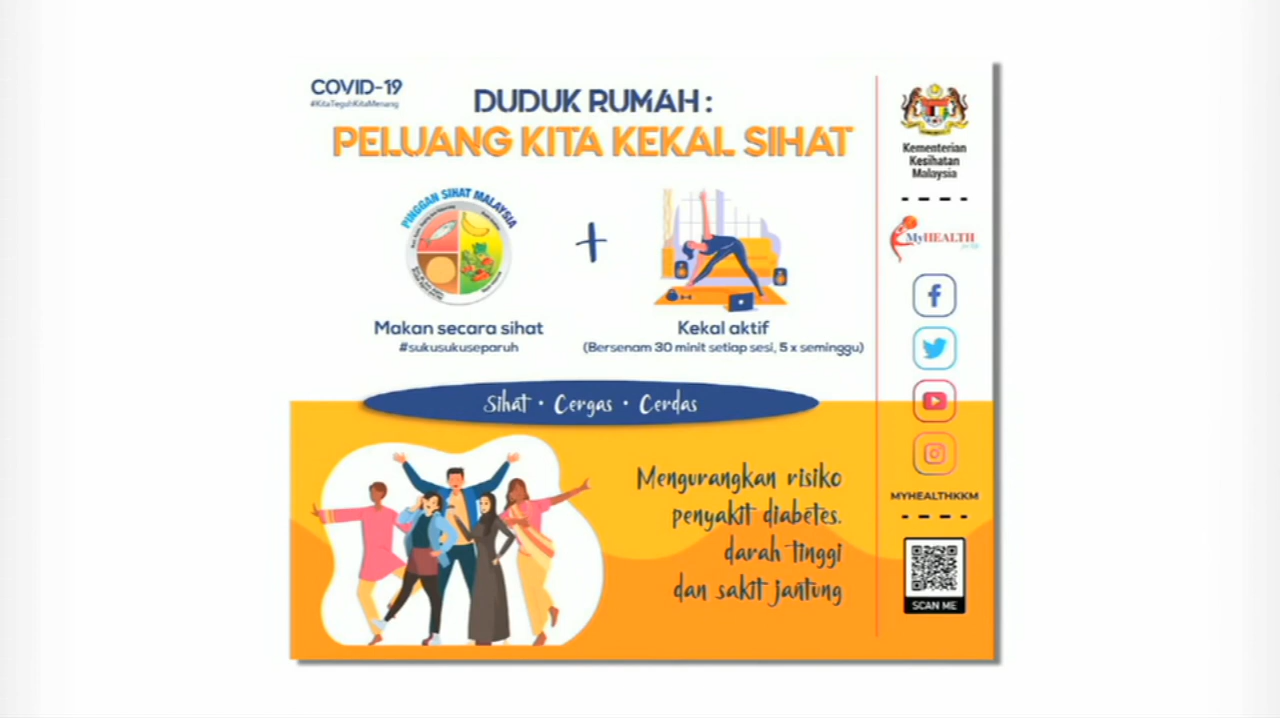 COVID-19
#KitaTeguhKitaMenang
DUDUK RUMAH:
PELUANG KITA KEKAL SIHAT
PINGGAN SIHAT MALAYSIA
+
Makan secara sihat
#sukusukuseparuh
Kekal aktif
(Bersenam 30 minit setiap sesi, 5 x seminggu)
Sihat • Cergas • Cerdas
Mengurangkan risiko
penyakit diabetes.
darah tinggi
dan sakit jantung
Kementerian
Kesihatan
Malaysia
MyHEALTH
MYHEALTHKKM
SCAN ME